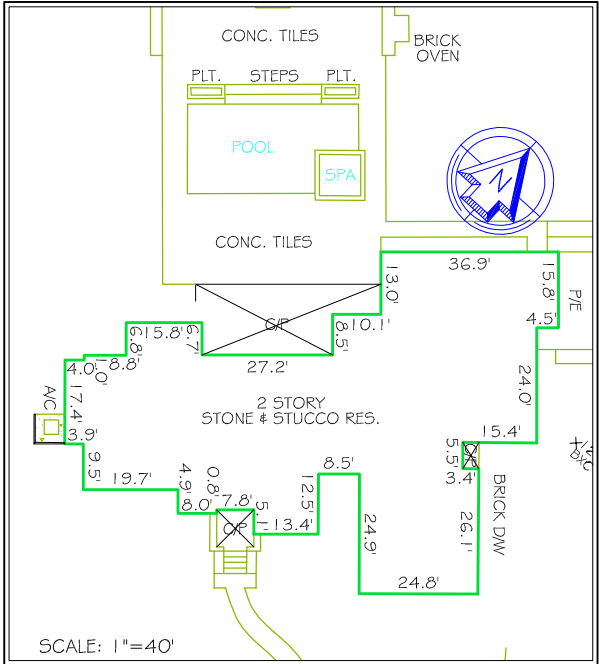 CONC. TILES
BRICK
OVEN
PLT.
STEPS
PLT.
POOL
SPA
N
CONC. TILES
36.9'
13.0'
15.8'
P/E
4.5'
10.1'
8.5'
C/P
15.8'
6.7'
6.8'
27.2'
8.8'
1.0'
4.0'
17.4'
A/C
3.9'
24.0'
2 STORY
STONE & STUCCO RES.
15.4'
5.5'
C/P
3.4'
9.5'
19.7'
4.9'
8.0'
0.8'
7.8'
C/P
5.1'
13.4'
12.5'
8.5'
24.9'
26.1'
BRICK D/W
24.8'
SCALE: 1"=40'